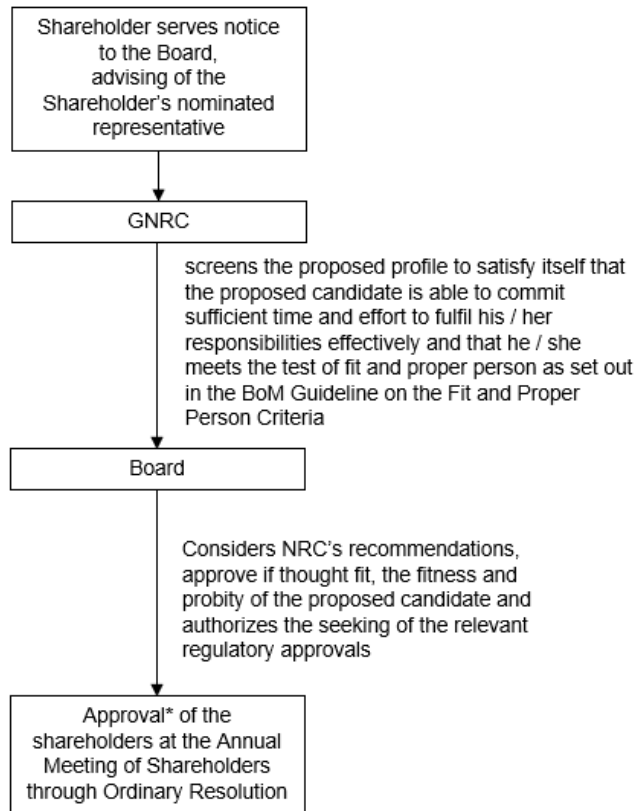 Shareholder serves notice
to the Board,
advising of the
Shareholder's nominated
representative
GNRC
screens the proposed profile to satisfy itself that
the proposed candidate is able to commit
sufficient time and effort to fulfil his / her
responsibilities effectively and that he / she
meets the test of fit and proper person as set out
in the BoM Guideline on the Fit and Proper
Person Criteria
Board
Considers NRC's recommendations,
approve if thought fit, the fitness and
probity of the proposed candidate and
authorizes the seeking of the relevant
regulatory approvals
Approval* of the
shareholders at the Annual
Meeting of Shareholders
through Ordinary Resolution